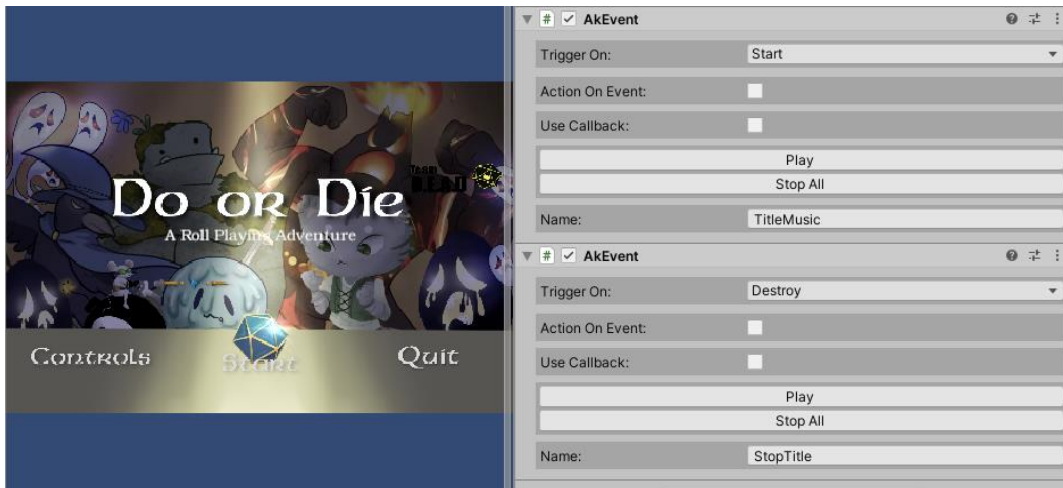 Do or Die
Team
D.E.A.D
A Roll Playing Adventure
Controls
Start
Quit
AkEvent
Trigger On:
Start
Action On Event:
Use Callback:
Play
Stop All
Name:
TitleMusic
AkEvent
Trigger On:
Destroy
Action On Event:
Use Callback:
Play
Stop All
Name:
StopTitle